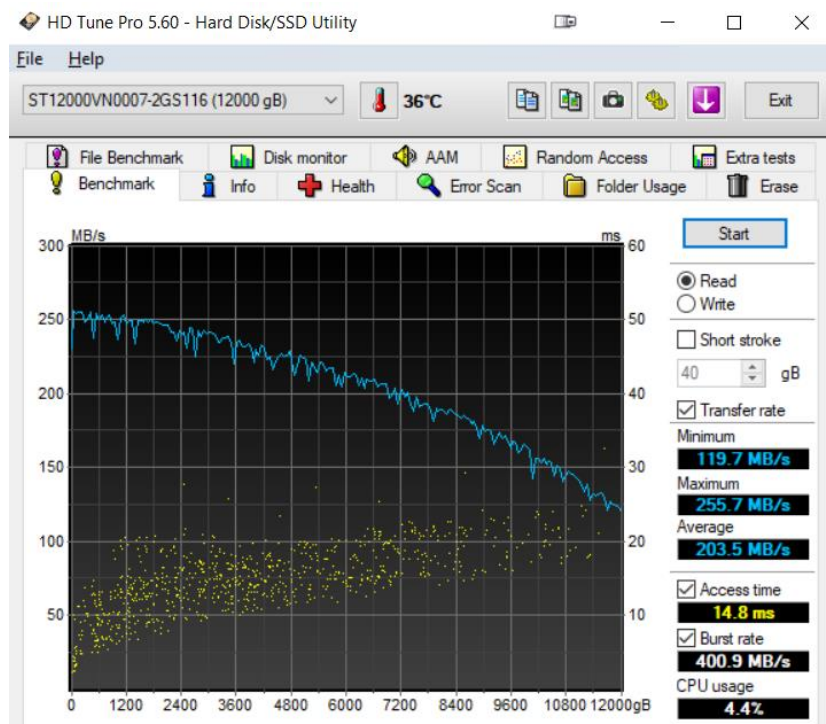 HD Tune Pro 5.60 - Hard Disk/SSD Utility
File Help
ST12000VN0007-2GS116 (12000 gB) 36°C Exit
File Benchmark Disk monitor AAM Random Access Extra tests
Benchmark Info Health Error Scan Folder Usage Erase
MB/s ms
300
250
200
150
100
50
60
50
40
30
20
10
0 1200 2400 3600 4800 6000 7200 8400 9600 10800 12000gB
Start
Read
Write
Short stroke
40 gB
Transfer rate
Minimum
119.7 MB/s
Maximum
255.7 MB/s
Average
203.5 MB/s
Access time
14.8 ms
Burst rate
400.9 MB/s
CPU usage
4.4%